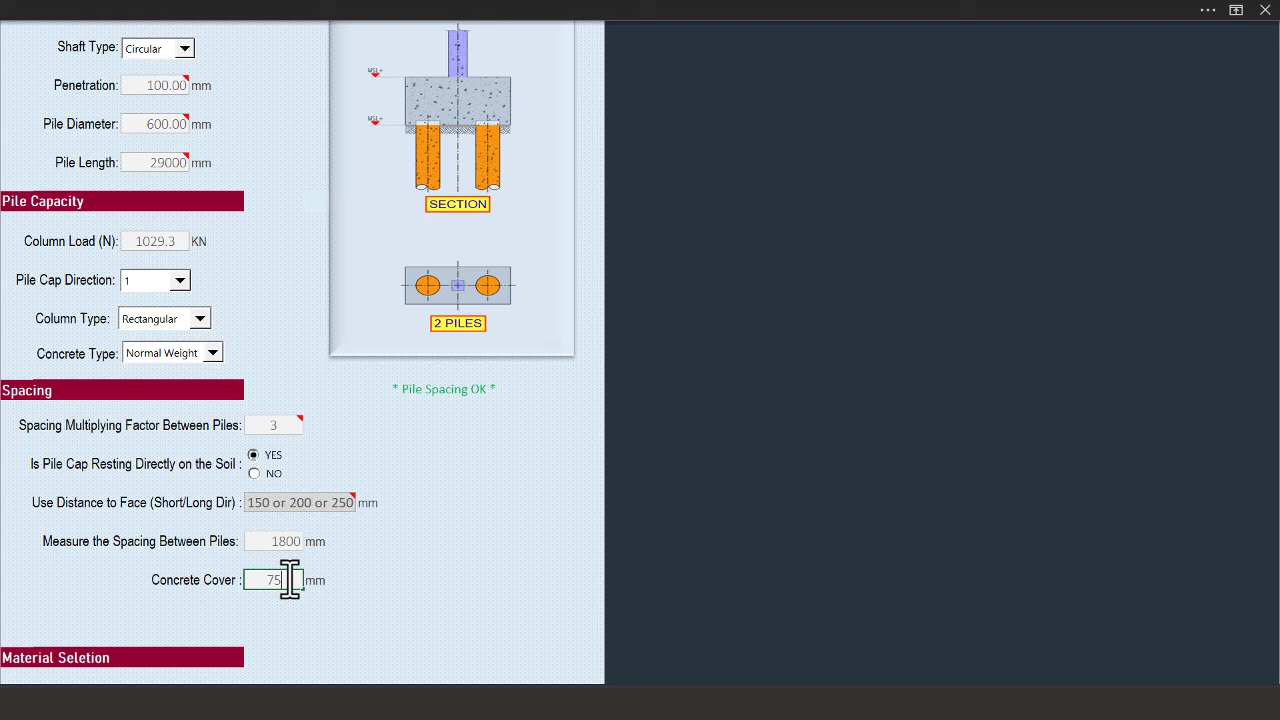 Shaft Type: Circular
Penetration: 100.00 mm
Pile Diameter: 600.00 mm
Pile Length: 29000 mm
Pile Capacity
Column Load (N): 1029.3 KN
Pile Cap Direction: 1
Column Type: Rectangular
Concrete Type: Normal Weight
MSL+
MSL+
SECTION
2 PILES
Spacing
* Pile Spacing OK *
Spacing Multiplying Factor Between Piles: 3
Is Pile Cap Resting Directly on the Soil : YES
NO
Use Distance to Face (Short/Long Dir) : 150 or 200 or 250 mm
Measure the Spacing Between Piles: 1800 mm
Concrete Cover : 75 mm
Material Seletion